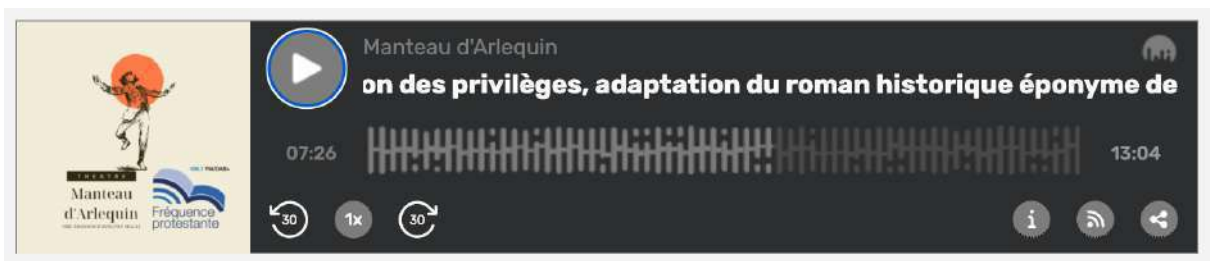 Manteau d'Arlequin
on des privilèges, adaptation du roman historique éponyme de
07:26
13:04
30
1x
30
i
THÉÂTRE
Manteau
d'Arlequin
Fréquence
protestante